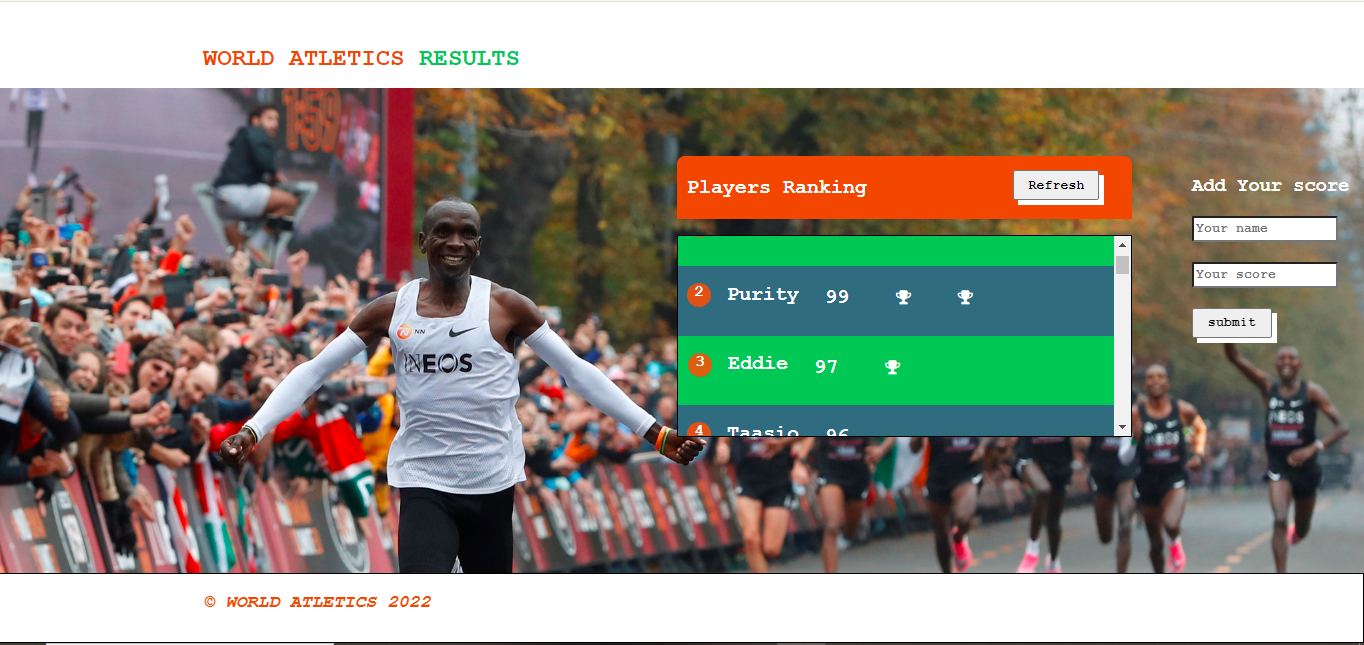 WORLD ATLETICS RESULTS
1:59
Players Ranking
Refresh
2 Purity 99
3 Eddie 97
4 Taasio 96
Add Your score
Your name
Your score
submit
NN
INEOS
INEOS
INEOS
© WORLD ATLETICS 2022